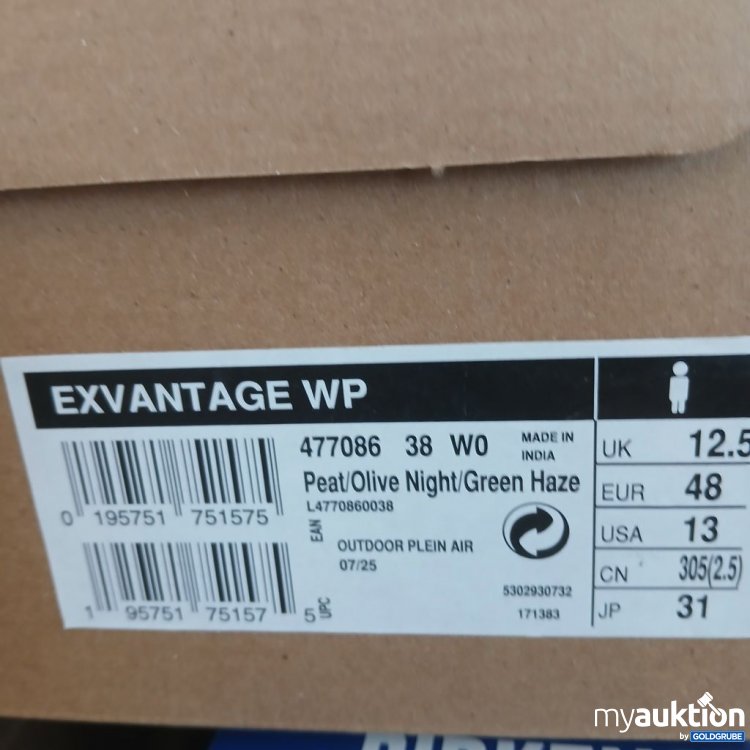 EXVANTAGE WP
477086 38 W0 MADE IN INDIA
Peat/Olive Night/Green Haze
L4770860038
0 195751 751575 EAN
OUTDOOR PLEIN AIR
07/25
1 95751 75157 5 UPC
5302930732
171383
UK 12.5
EUR 48
USA 13
CN 305(2.5)
JP 31
myauktion
by GOLDGRUBE